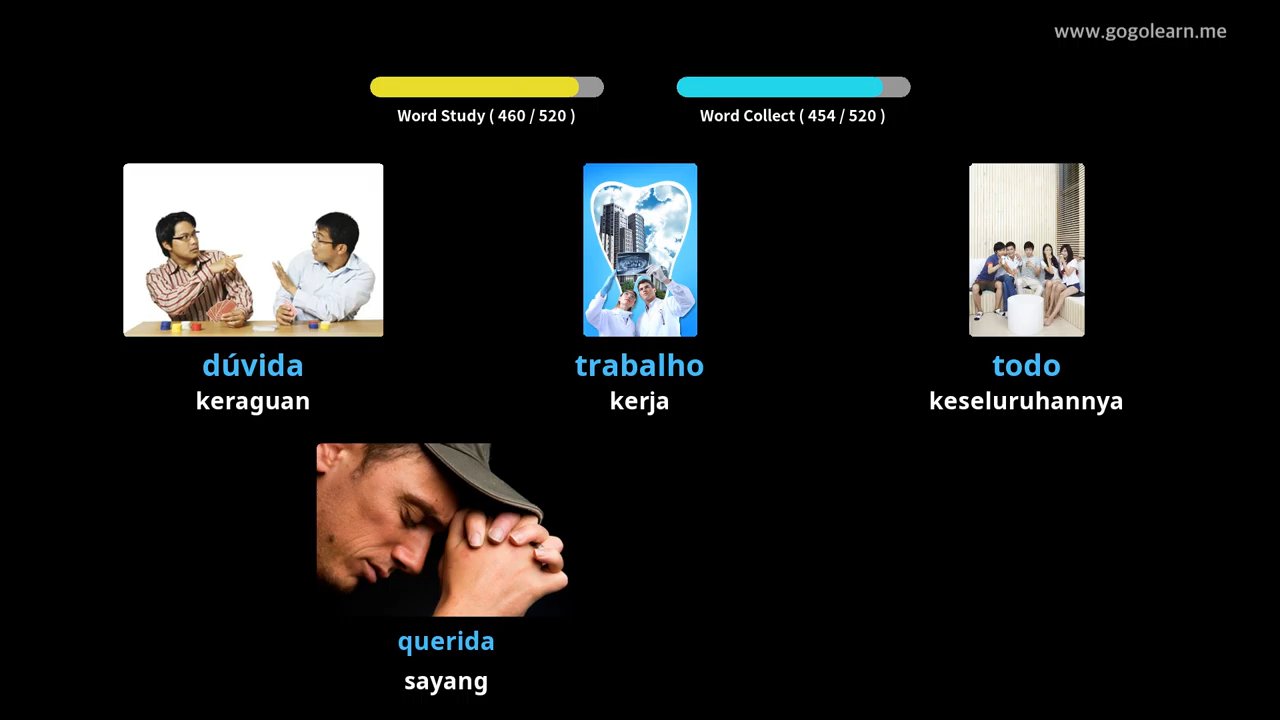 www.gogolearn.me
Word Study ( 460 / 520 )
Word Collect ( 454 / 520 )
dúvida
keraguan
trabalho
kerja
todo
keseluruhannya
querida
sayang